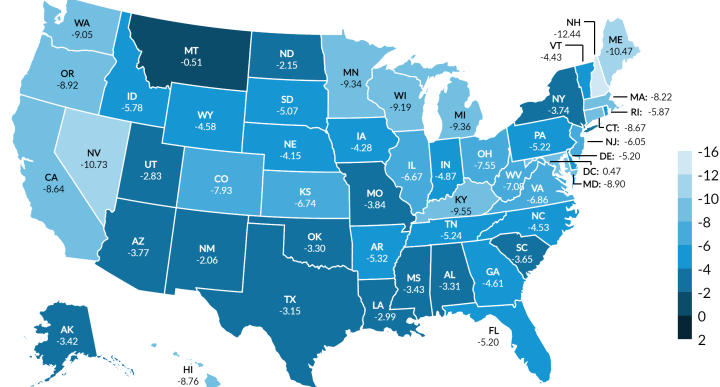 NH
-12.44
VT
-4.43
ME
-10.47
WA
-9.05
MT
-0.51
ND
-2.15
MN
-9.34
OR
-8.92
ID
-5.78
WY
-4.58
SD
-5.07
WI
-9.19
MI
-9.36
NY
-3.74
MA: -8.22
RI: -5.87
CT: -8.67
NJ: -6.05
DE: -5.20
DC: 0.47
MD: -8.90
NV
-10.73
UT
-2.83
CO
-7.93
NE
-4.15
IA
-4.28
IL
-6.67
IN
-4.87
OH
-7.55
PA
-5.22
WV
-7.08
VA
-6.86
CA
-8.64
KS
-6.74
MO
-3.84
KY
-9.55
TN
-5.24
NC
-4.53
SC
-3.65
AZ
-3.77
NM
-2.06
OK
-3.30
AR
-5.32
MS
-3.43
AL
-3.31
GA
-4.61
TX
-3.15
LA
-2.99
FL
-5.20
AK
-3.42
HI
-8.76
-16
-12
-10
-8
-6
-4
-2
0
2